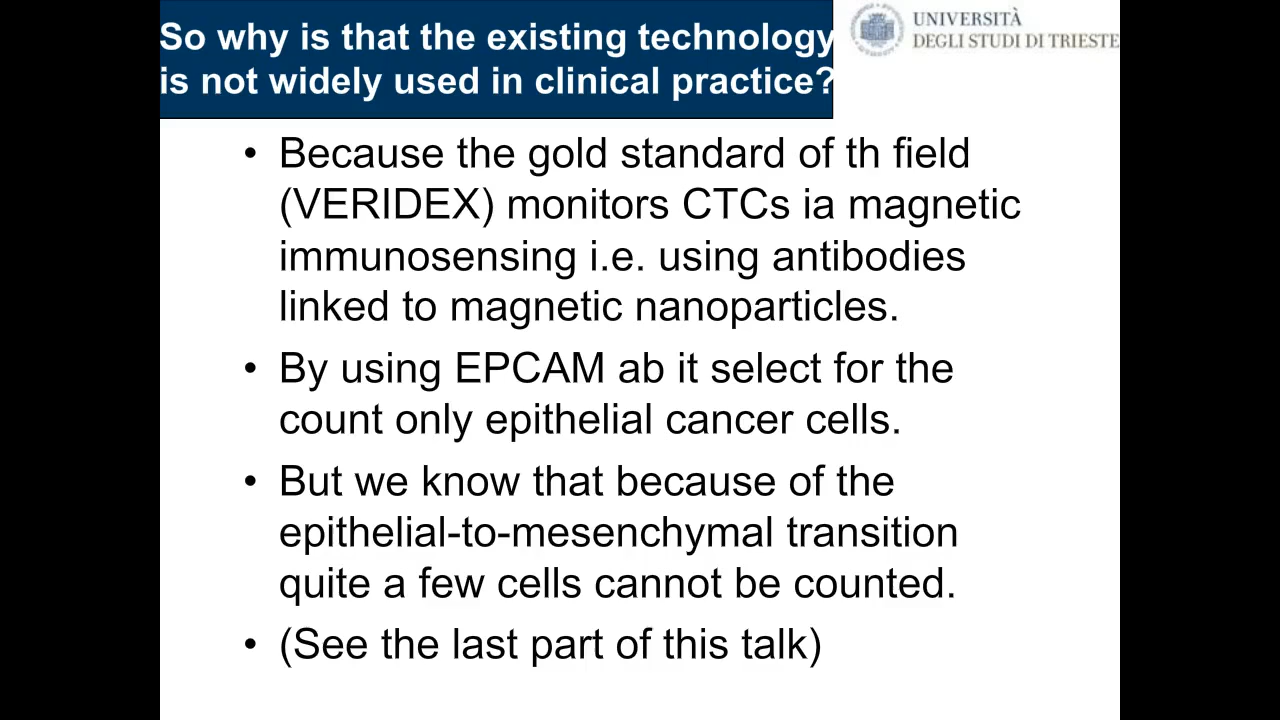 So why is that the existing technology
is not widely used in clinical practice?
UNIVERSITÀ
DEGLI STUDI DI TRIESTE
• Because the gold standard of th field
(VERIDEX) monitors CTCs ia magnetic
immunosensing i.e. using antibodies
linked to magnetic nanoparticles.
• By using EPCAM ab it select for the
count only epithelial cancer cells.
• But we know that because of the
epithelial-to-mesenchymal transition
quite a few cells cannot be counted.
• (See the last part of this talk)